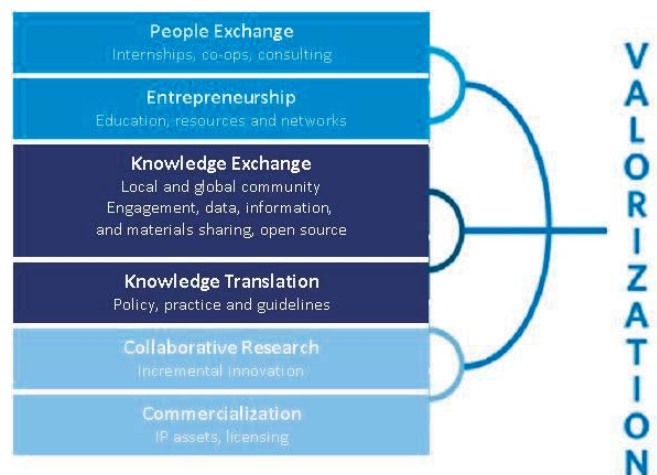 People Exchange
Internships, co-ops, consulting
Entrepreneurship
Education, resources and networks
Knowledge Exchange
Local and global community
Engagement, data, information,
and materials sharing, open source
Knowledge Translation
Policy, practice and guidelines
Collaborative Research
Incremental innovation
Commercialization
IP assets, licensing
VALORIZATION